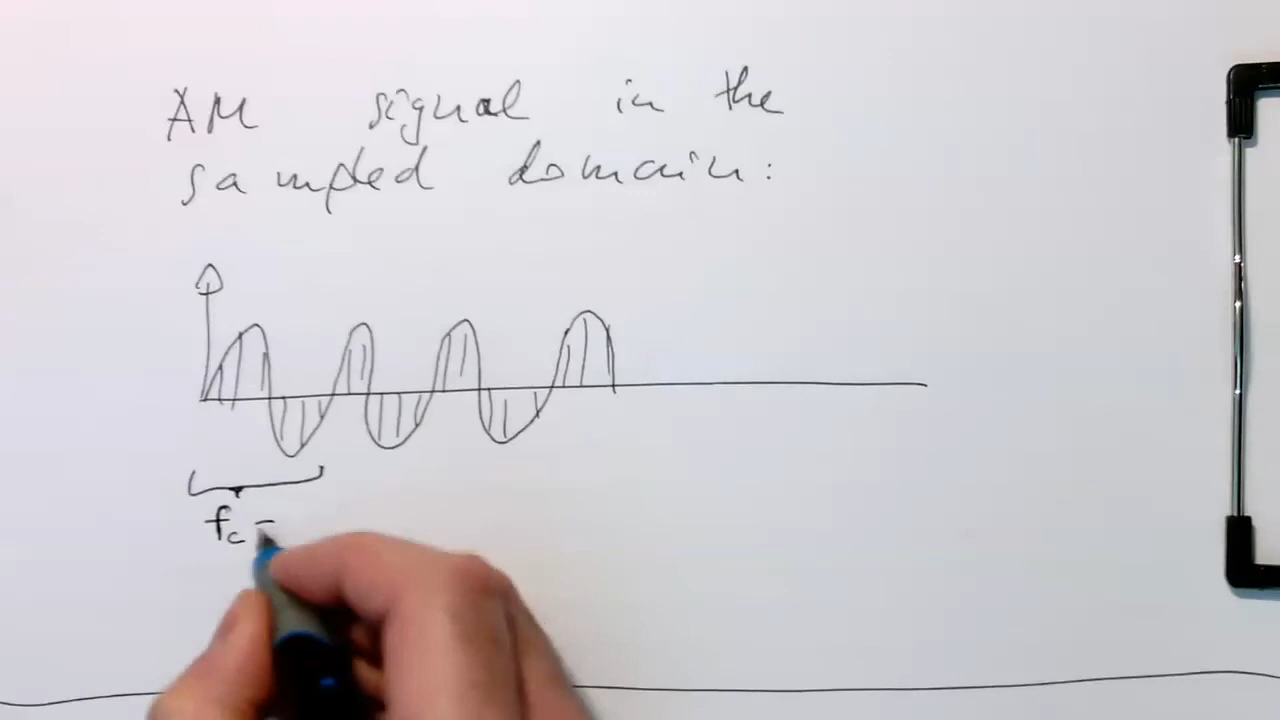 AM signal in the
sampled domain:
fc =